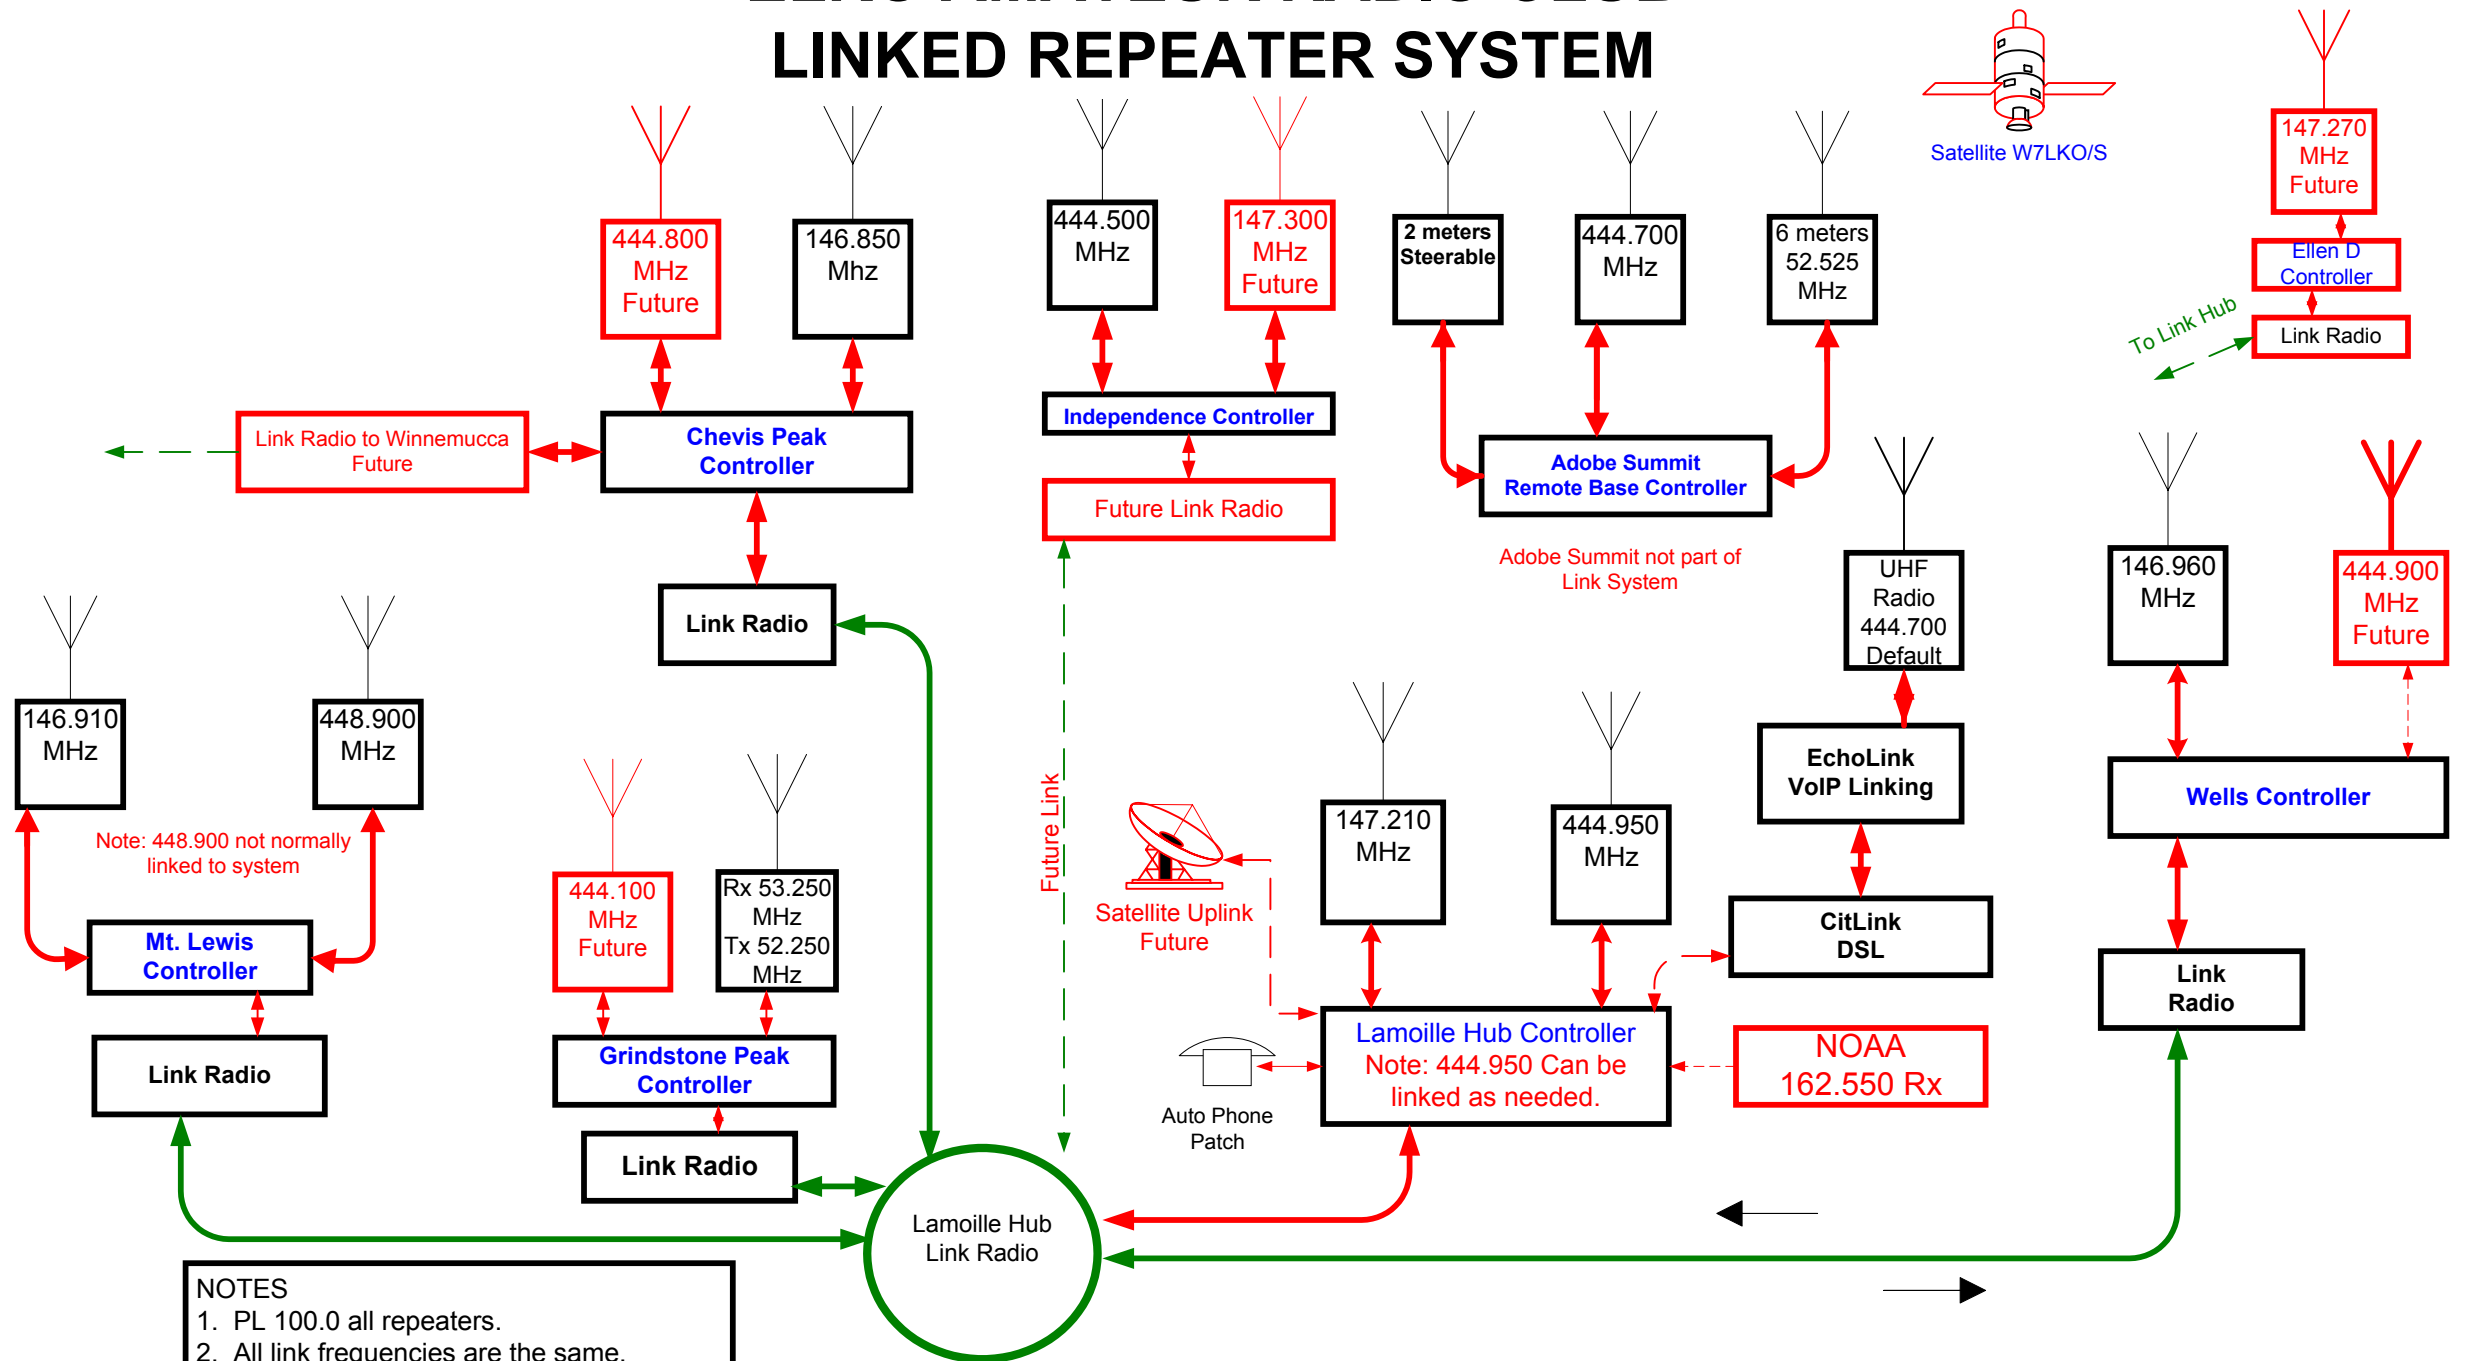 LINKED REPEATER SYSTEM
Satellite W7LKO/S
147.270
MHz
Future
Ellen D
Controller
To Link Hub
Link Radio
444.800
MHz
Future
146.850
Mhz
444.500
MHz
147.300
MHz
Future
2 meters
Steerable
444.700
MHz
6 meters
52.525
MHz
Link Radio to Winnemucca
Future
Chevis Peak
Controller
Independence Controller
Future Link Radio
Adobe Summit
Remote Base Controller
Adobe Summit not part of
Link System
Link Radio
UHF
Radio
444.700
Default
146.960
MHz
444.900
MHz
Future
146.910
MHz
448.900
MHz
Note: 448.900 not normally
linked to system
Mt. Lewis
Controller
Link Radio
444.100
MHz
Future
Rx 53.250
MHz
Tx 52.250
MHz
Grindstone Peak
Controller
Link Radio
Future Link
Satellite Uplink
Future
147.210
MHz
444.950
MHz
EchoLink
VoIP Linking
CitLink
DSL
Wells Controller
Link
Radio
Lamoille Hub Controller
Note: 444.950 Can be
linked as needed.
NOAA
162.550 Rx
Auto Phone
Patch
Lamoille Hub
Link Radio
NOTES
1. PL 100.0 all repeaters.
2. All link frequencies are the same.